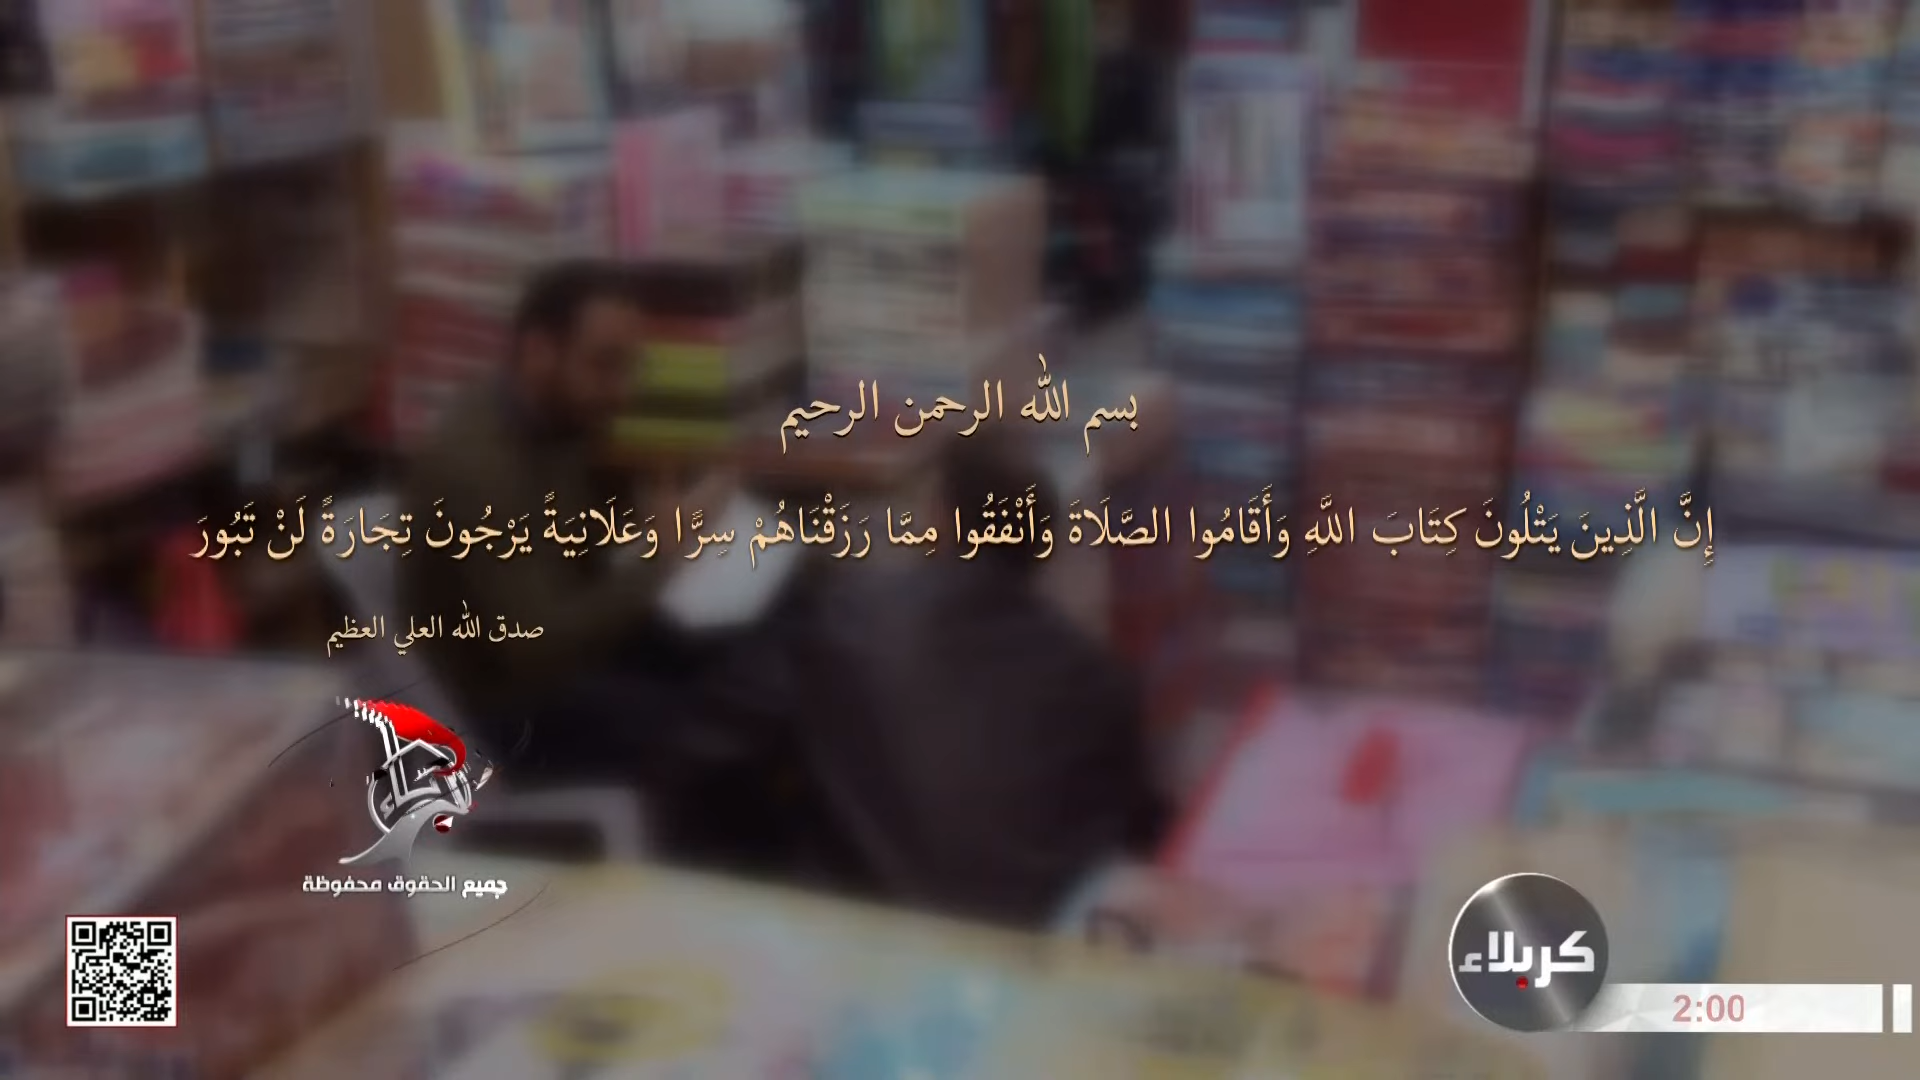 بسم الله الرحمن الرحيم
إِنَّ الَّذِينَ يَتْلُونَ كِتَابَ اللَّهِ وَأَقَامُوا الصَّلَاةَ وَأَنْفَقُوا مِمَّا رَزَقْنَاهُمْ سِرًّا وَعَلَانِيَةً يَرْجُونَ تِجَارَةً لَنْ تَبُورَ
صدق الله العلي العظيم
كربلاء
جميع الحقوق محفوظة
كربلاء
2:00